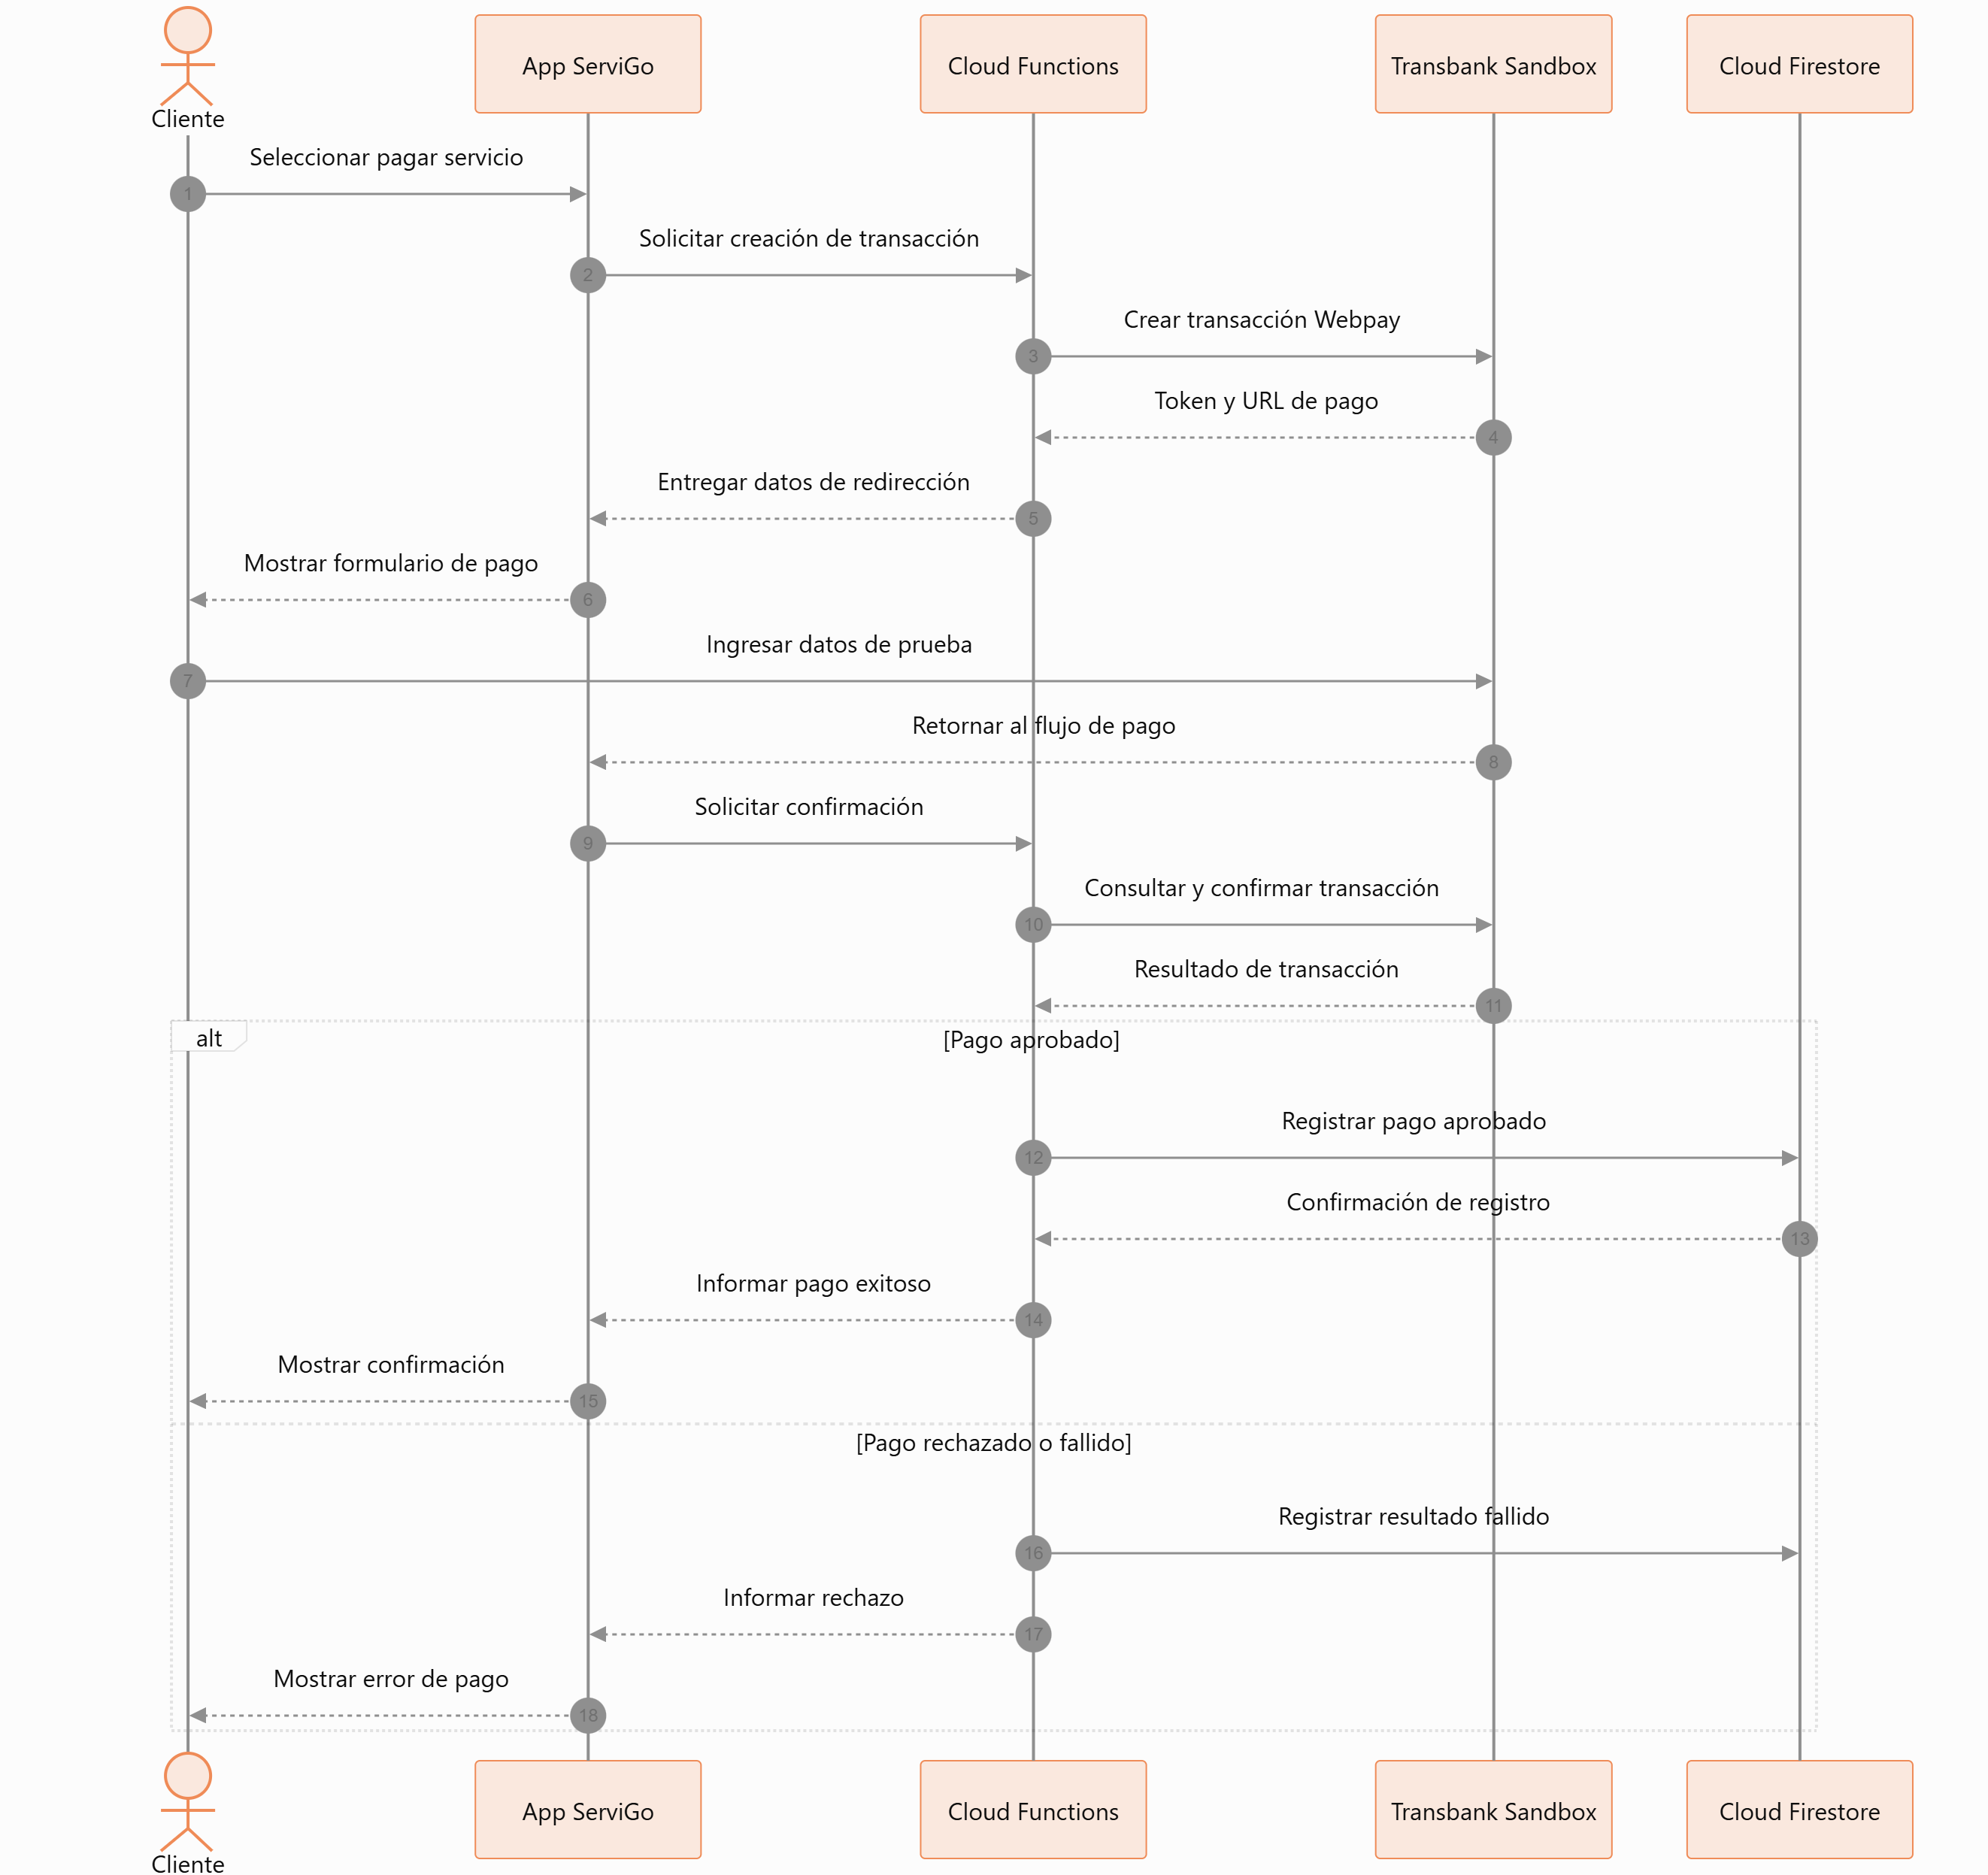 App ServiGo
Cloud Functions
Transbank Sandbox
Cloud Firestore
Cliente
Seleccionar pagar servicio
1
Solicitar creación de transacción
2
Crear transacción Webpay
3
Token y URL de pago
4
Entregar datos de redirección
5
Mostrar formulario de pago
6
Ingresar datos de prueba
7
Retornar al flujo de pago
8
Solicitar confirmación
9
Consultar y confirmar transacción
10
Resultado de transacción
11
alt
[Pago aprobado]
Registrar pago aprobado
12
Confirmación de registro
13
Informar pago exitoso
14
Mostrar confirmación
15
[Pago rechazado o fallido]
Registrar resultado fallido
16
Informar rechazo
17
Mostrar error de pago
18
App ServiGo
Cloud Functions
Transbank Sandbox
Cloud Firestore
Cliente